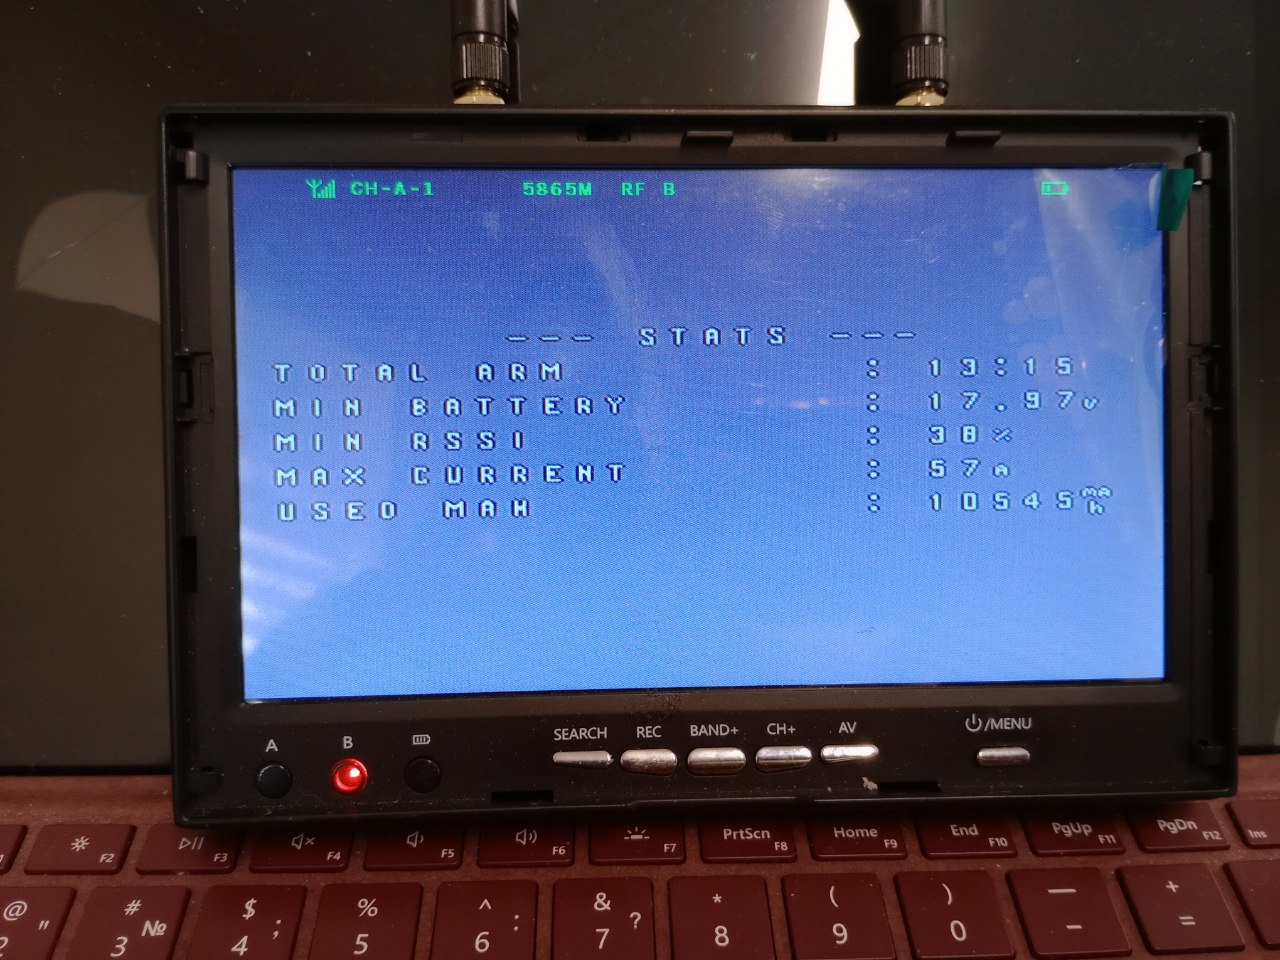 CH-A-1 5865M RF B
--- STATS ---
TOTAL ARM : 19:15
MIN BATTERY : 17.97v
MIN RSSI : 38%
MAX CURRENT : 57A
USED MAH : 10545mAh
A B SEARCH REC BAND+ CH+ AV /MENU
F2 F3 F4 F5 F6 F7 PrtScn F8 Home F9 End F10 PgUp F11 PgDn F12 Ins
@ " 2 # № 3 $ ; 4 % 5 ^ : 6 & ? 7 * 8 ( 9 ) 0 — - + =